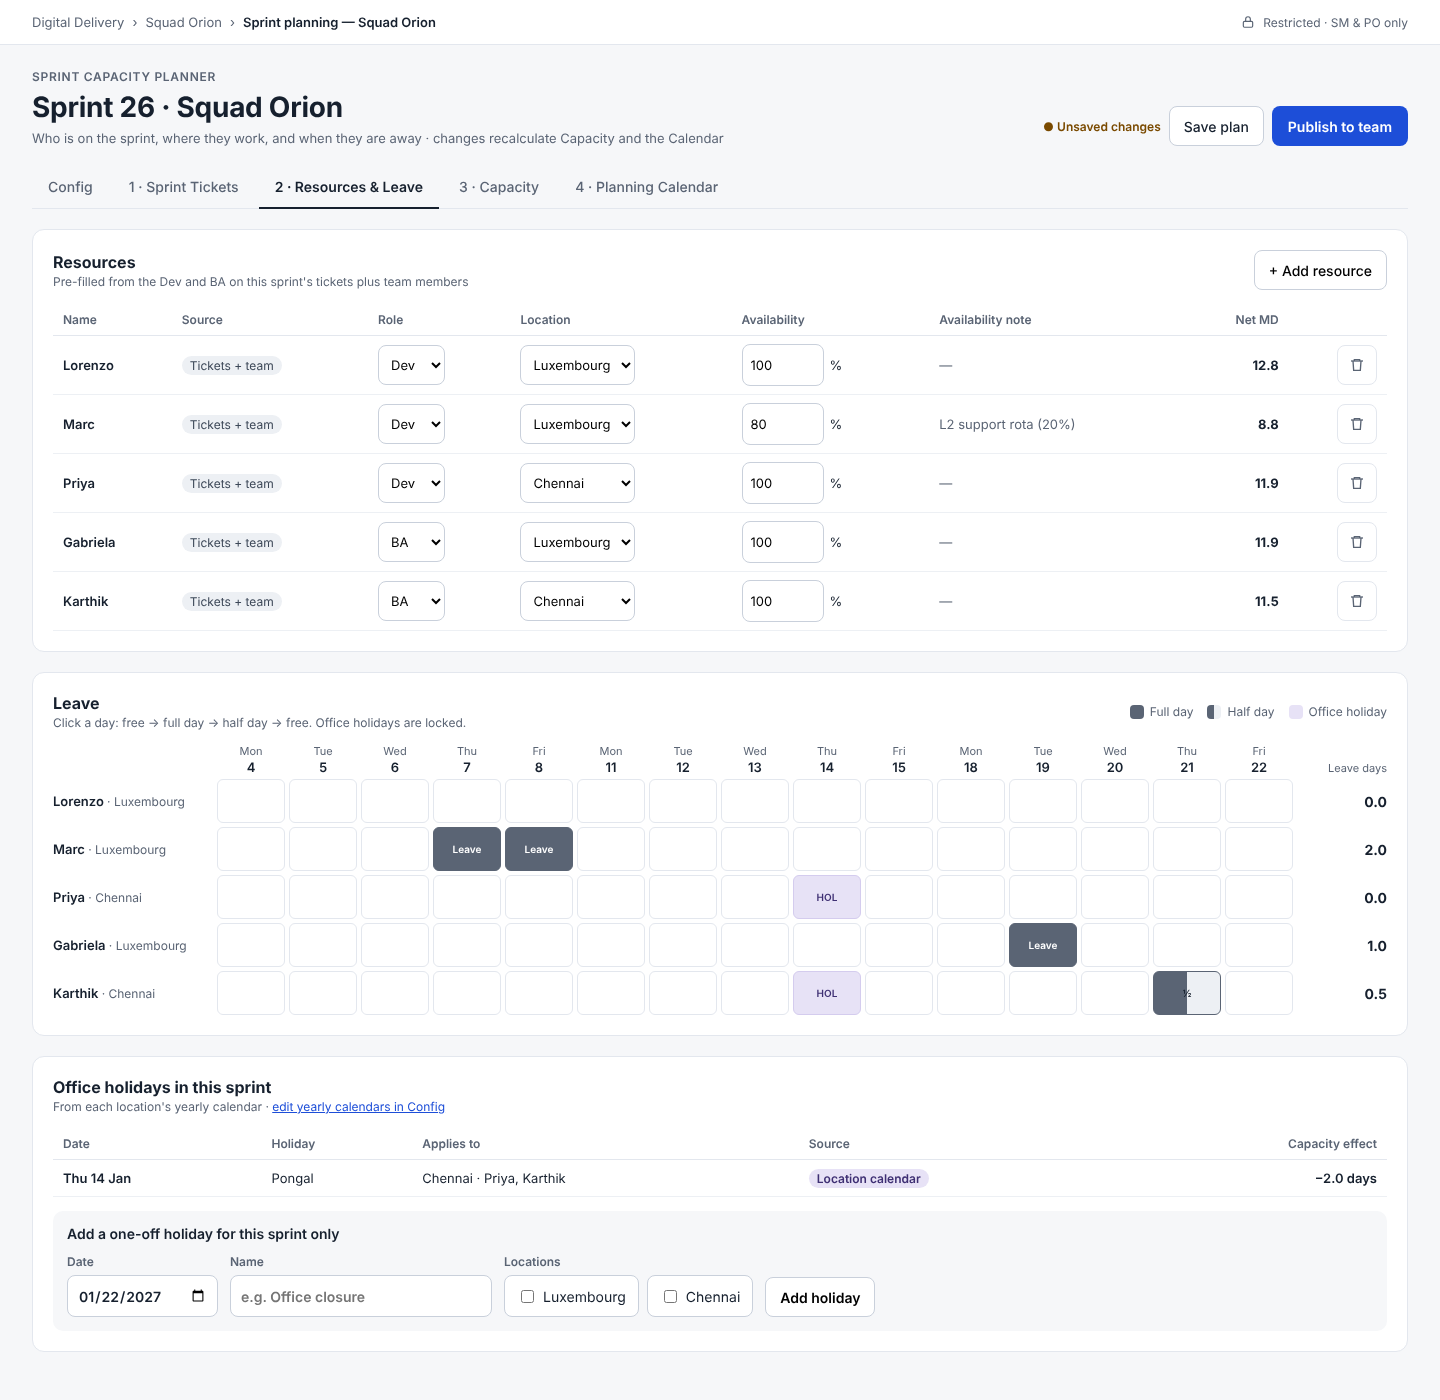 Digital Delivery › Squad Orion › Sprint planning — Squad Orion
Restricted · SM & PO only
SPRINT CAPACITY PLANNER
Sprint 26 · Squad Orion
Who is on the sprint, where they work, and when they are away · changes recalculate Capacity and the Calendar
Unsaved changes
Save plan
Publish to team
Config
1 · Sprint Tickets
2 · Resources & Leave
3 · Capacity
4 · Planning Calendar
Resources
Pre-filled from the Dev and BA on this sprint's tickets plus team members
+ Add resource
Name Source Role Location Availability Availability note Net MD
Lorenzo Tickets + team Dev Luxembourg 100 % — 12.8
Marc Tickets + team Dev Luxembourg 80 % L2 support rota (20%) 8.8
Priya Tickets + team Dev Chennai 100 % — 11.9
Gabriela Tickets + team BA Luxembourg 100 % — 11.9
Karthik Tickets + team BA Chennai 100 % — 11.5
Leave
Click a day: free → full day → half day → free. Office holidays are locked.
Full day Half day Office holiday
Mon Tue Wed Thu Fri Mon Tue Wed Thu Fri Mon Tue Wed Thu Fri
4 5 6 7 8 11 12 13 14 15 18 19 20 21 22 Leave days
Lorenzo · Luxembourg 0.0
Marc · Luxembourg Leave Leave 2.0
Priya · Chennai HOL 0.0
Gabriela · Luxembourg Leave 1.0
Karthik · Chennai HOL ½ 0.5
Office holidays in this sprint
From each location's yearly calendar · edit yearly calendars in Config
Date Holiday Applies to Source Capacity effect
Thu 14 Jan Pongal Chennai · Priya, Karthik Location calendar −2.0 days
Add a one-off holiday for this sprint only
Date Name Locations
01/22/2027 e.g. Office closure Luxembourg Chennai Add holiday